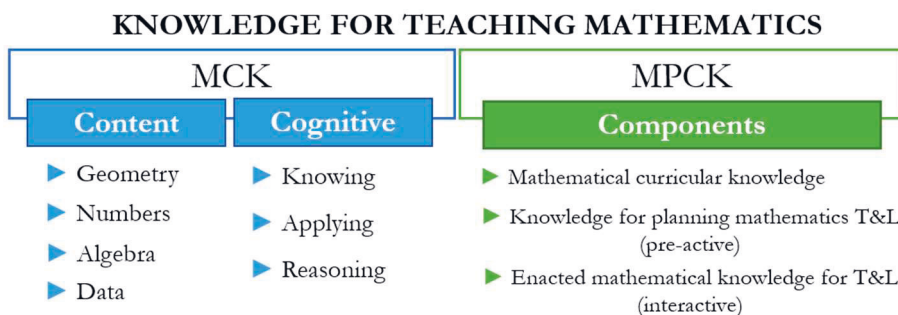 KNOWLEDGE FOR TEACHING MATHEMATICS
MCK
Content
Geometry
Numbers
Algebra
Data
Cognitive
Knowing
Applying
Reasoning
MPCK
Components
Mathematical curricular knowledge
Knowledge for planning mathematics T&L
(pre-active)
Enacted mathematical knowledge for T&L
(interactive)